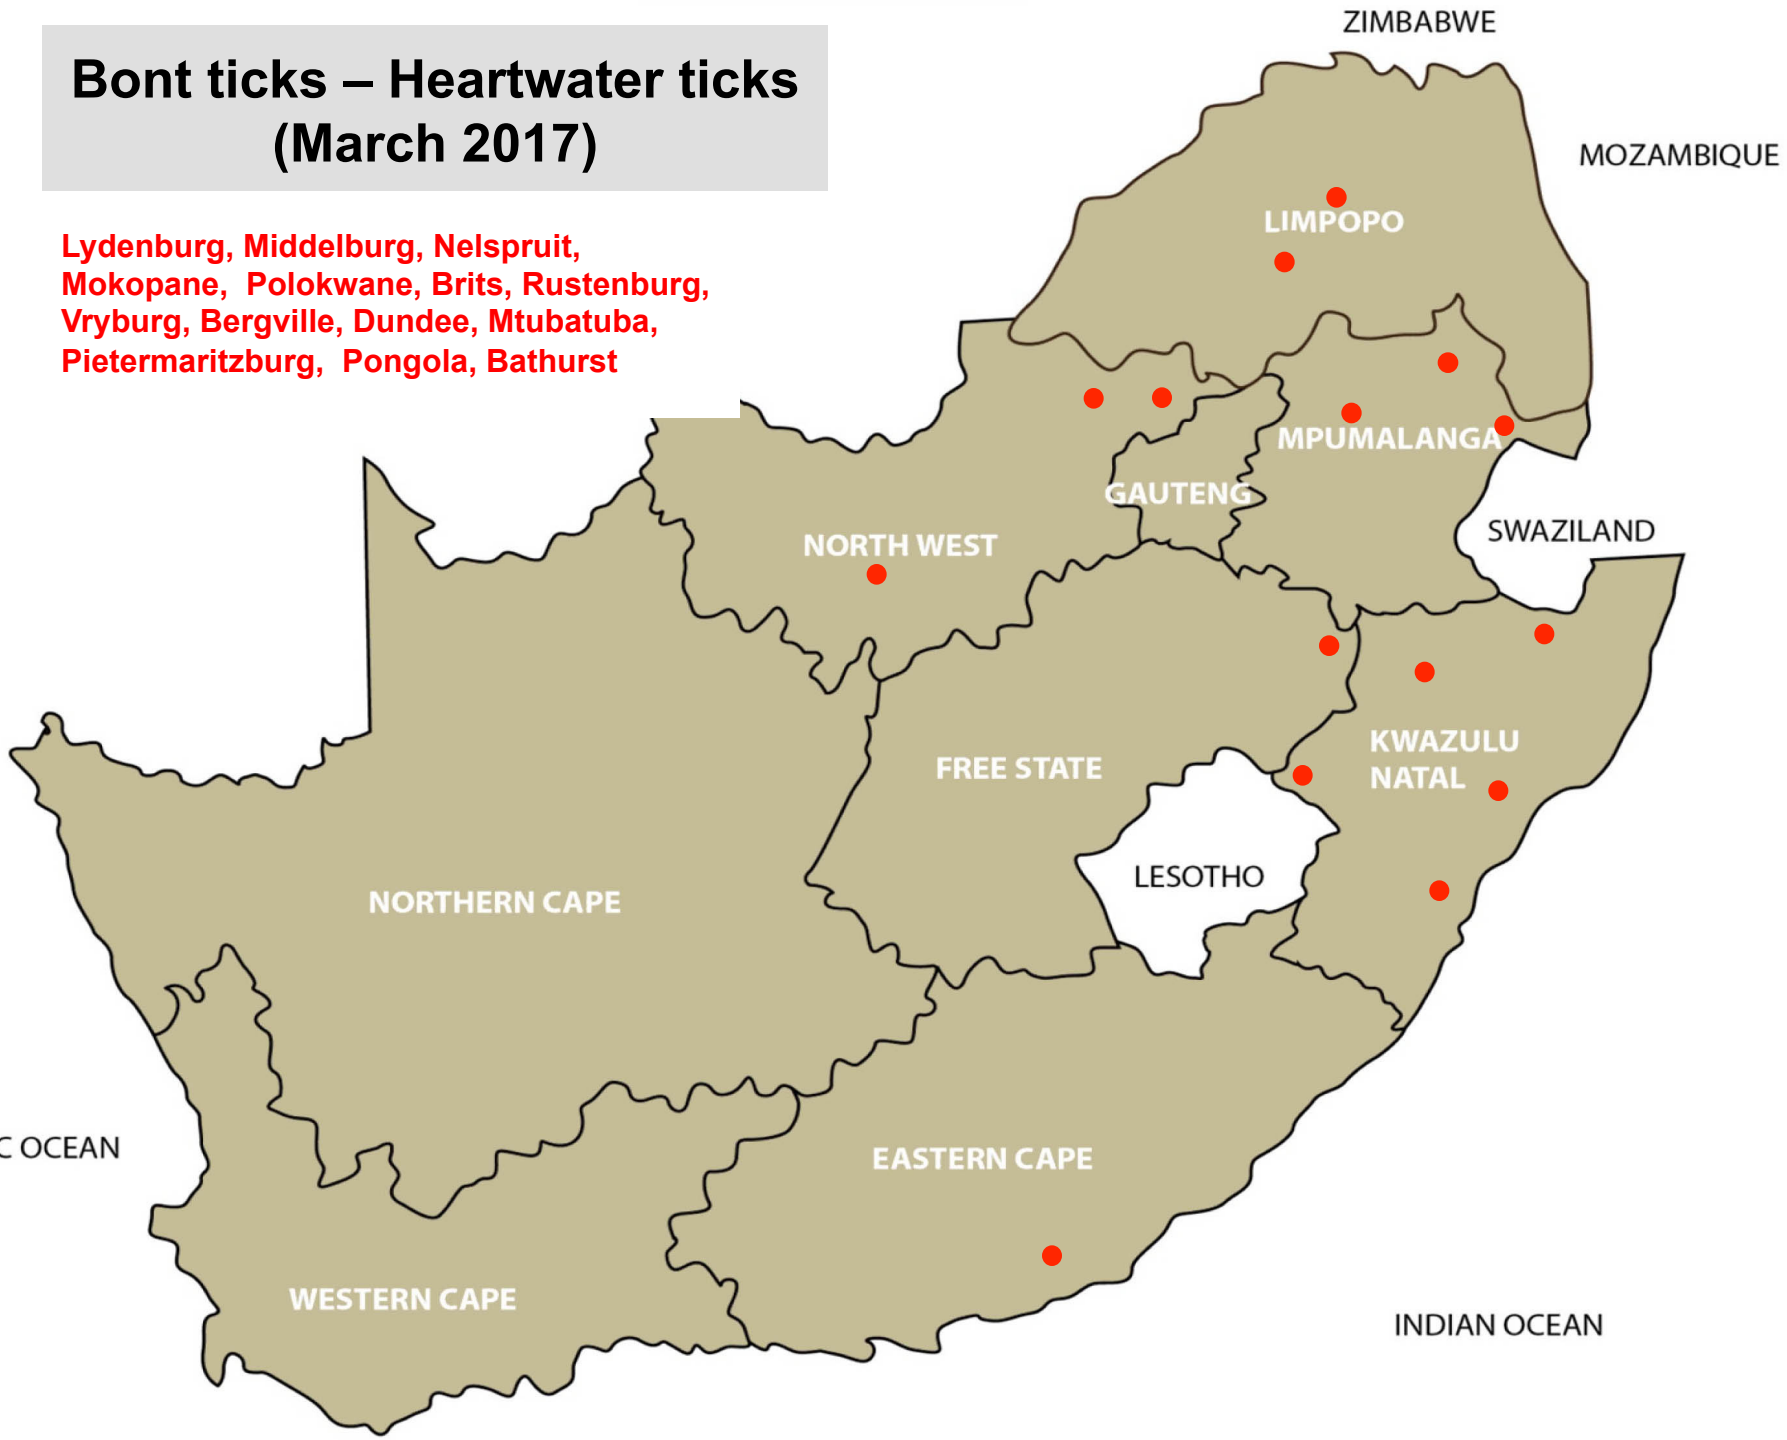 Bont ticks – Heartwater ticks
(March 2017)
Lydenburg, Middelburg, Nelspruit,
Mokopane,  Polokwane, Brits, Rustenburg,
Vryburg, Bergville, Dundee, Mtubatuba,
Pietermaritzburg,  Pongola, Bathurst
ZIMBABWE
MOZAMBIQUE
LIMPOPO
MPUMALANGA
GAUTENG
NORTH WEST
SWAZILAND
KWAZULU
NATAL
FREE STATE
LESOTHO
NORTHERN CAPE
C OCEAN
EASTERN CAPE
WESTERN CAPE
INDIAN OCEAN